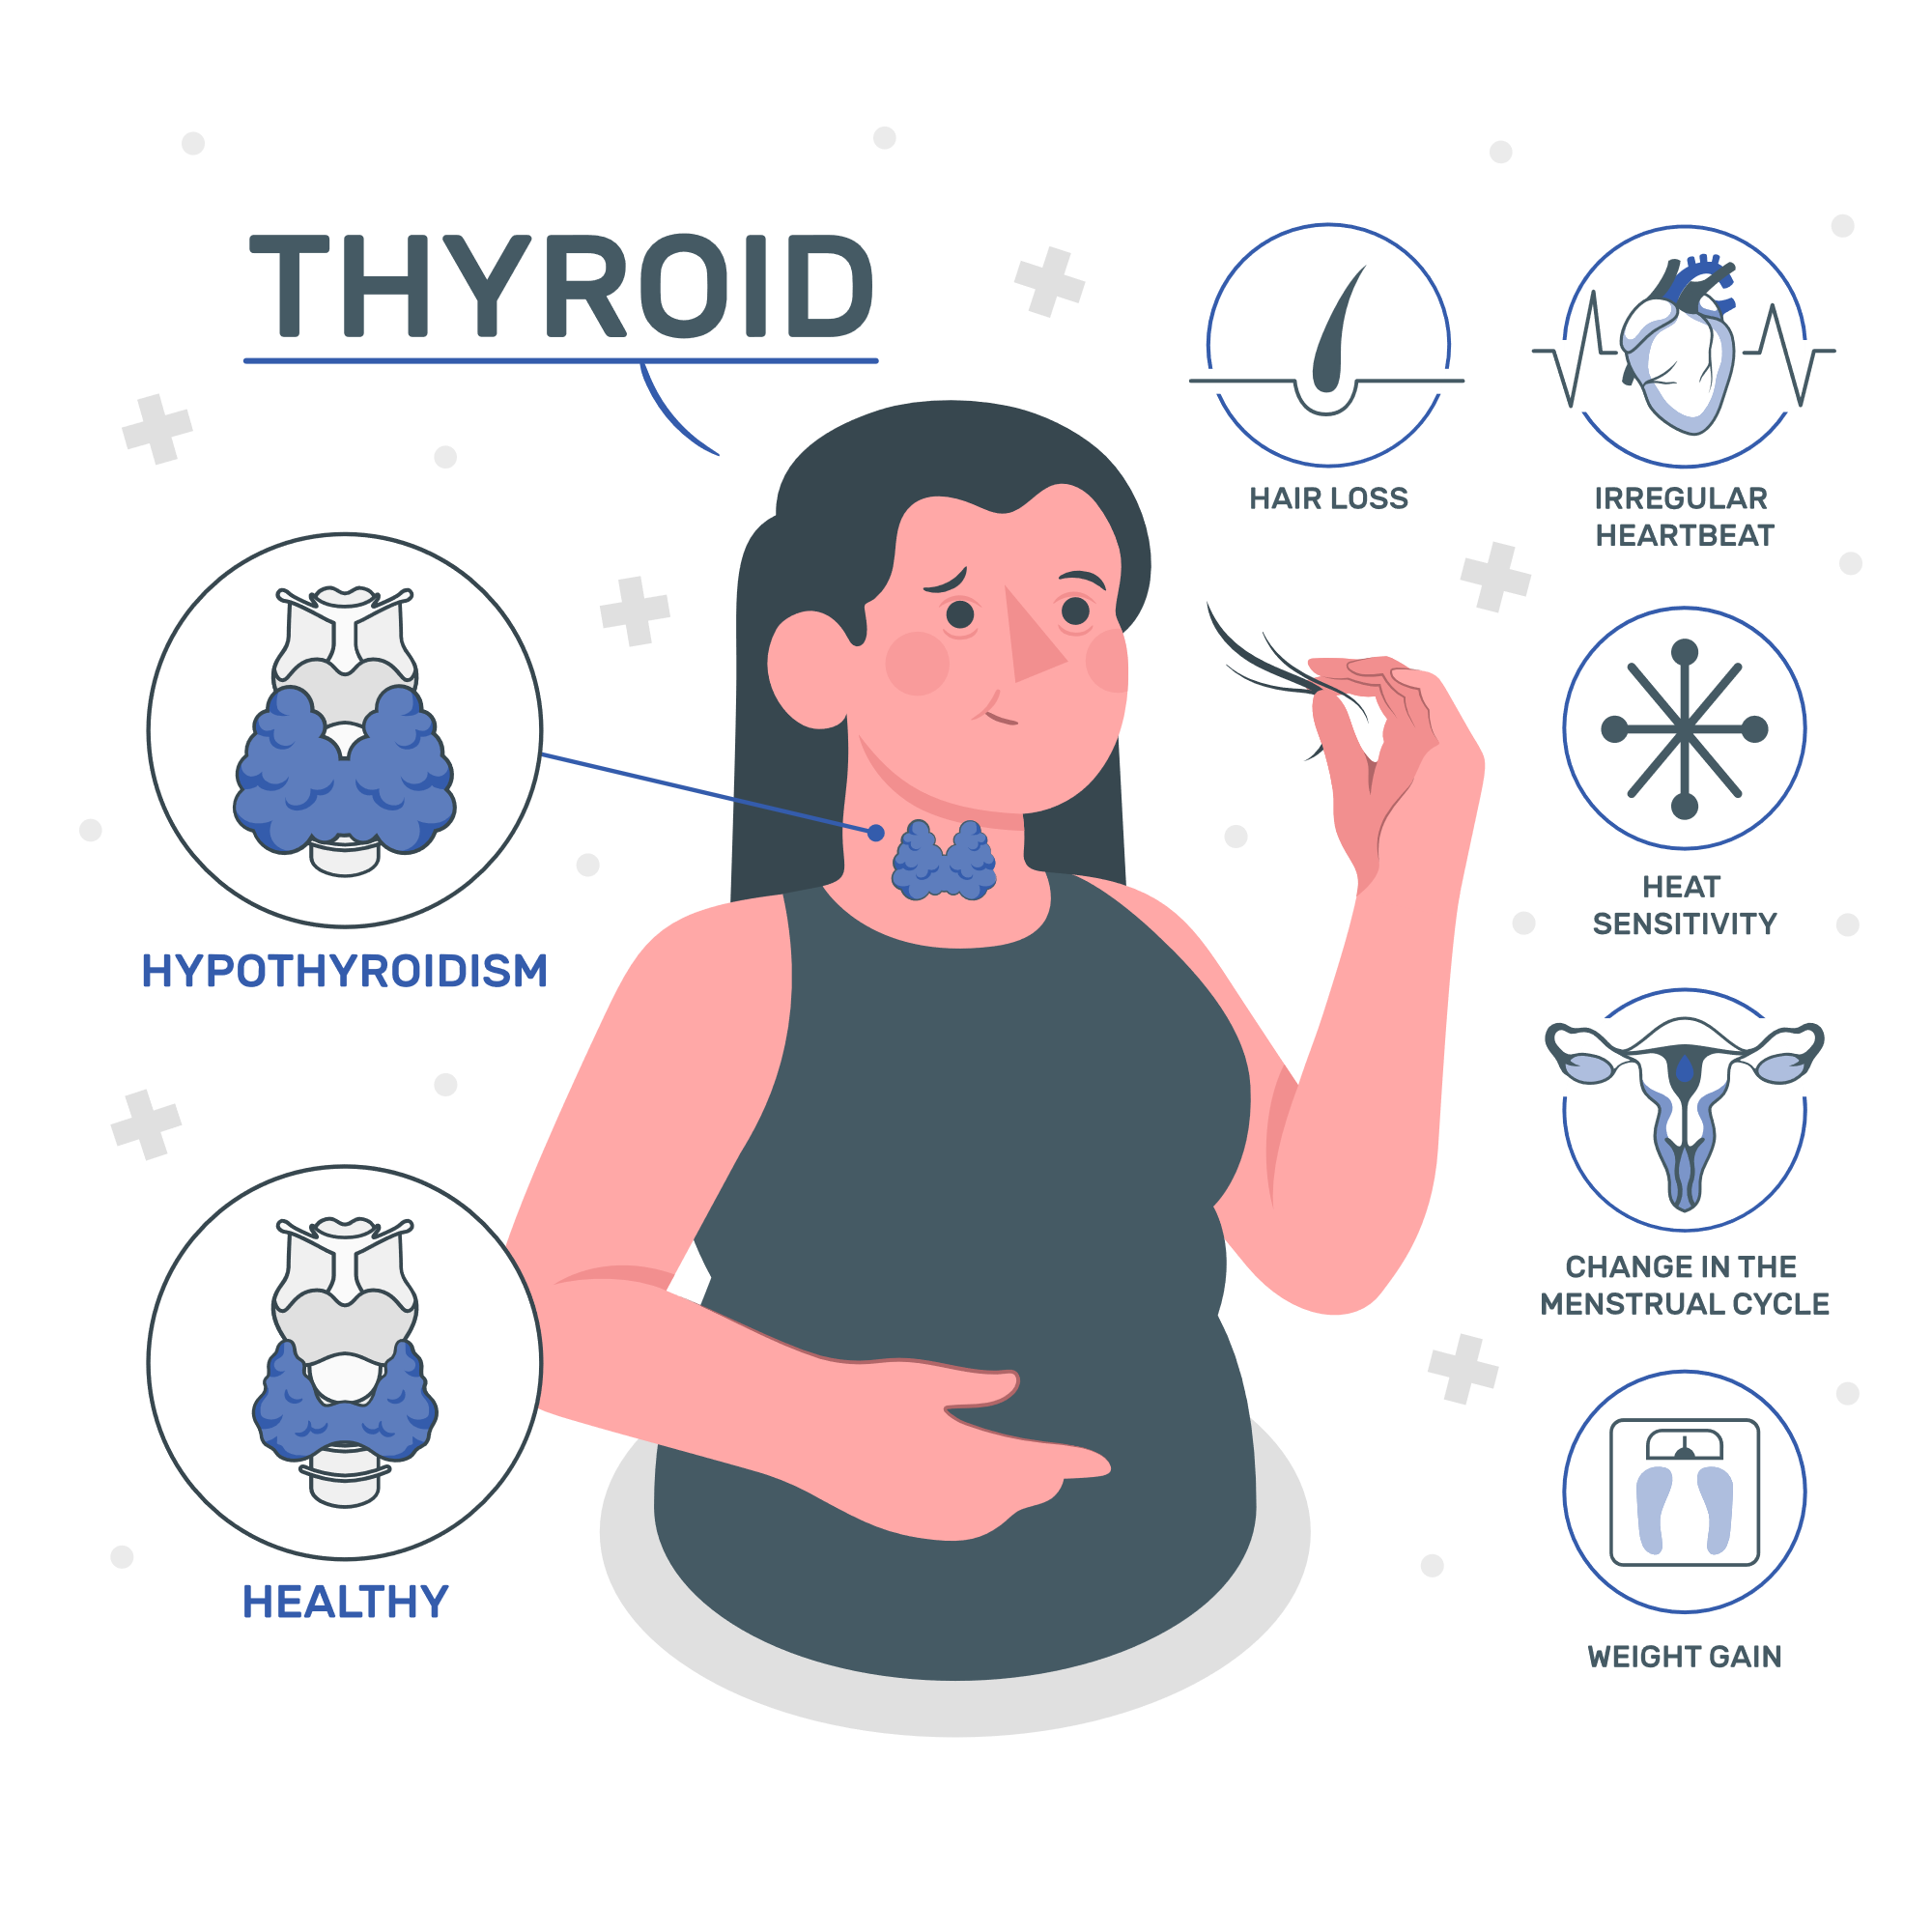 THYROID
HAIR LOSS
IRREGULAR
HEARTBEAT
HEAT
SENSITIVITY
HYPOTHYROIDISM
CHANGE IN THE
MENSTRUAL CYCLE
HEALTHY
WEIGHT GAIN